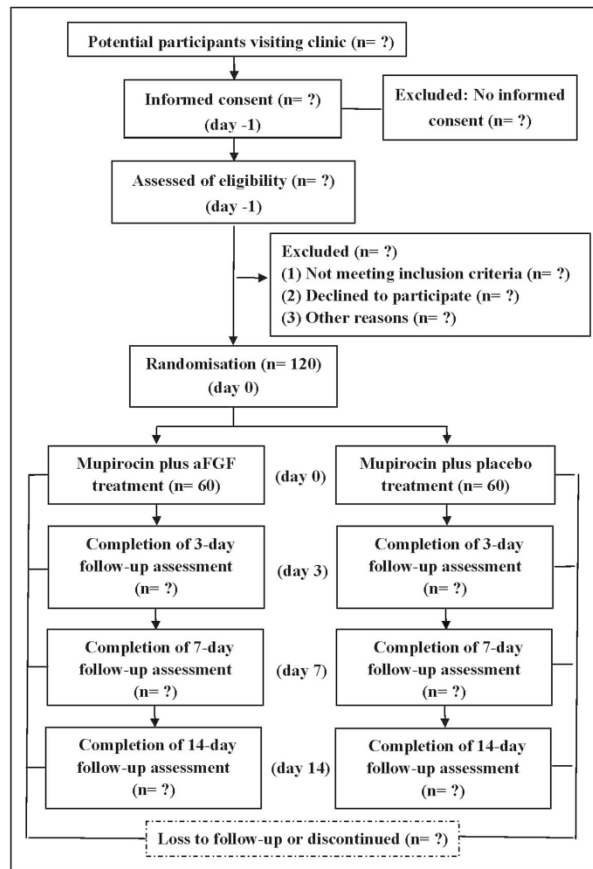 Potential participants visiting clinic (n= ?)
Informed consent (n= ?)
(day -1)
Excluded: No informed
consent (n= ?)
Assessed of eligibility (n= ?)
(day -1)
Excluded (n= ?)
(1) Not meeting inclusion criteria (n= ?)
(2) Declined to participate (n= ?)
(3) Other reasons (n= ?)
Randomisation (n= 120)
(day 0)
Mupirocin plus aFGF
treatment (n= 60)
(day 0)
Mupirocin plus placebo
treatment (n= 60)
Completion of 3-day
follow-up assessment
(n= ?)
(day 3)
Completion of 3-day
follow-up assessment
(n= ?)
Completion of 7-day
follow-up assessment
(n= ?)
(day 7)
Completion of 7-day
follow-up assessment
(n= ?)
Completion of 14-day
follow-up assessment
(n= ?)
(day 14)
Completion of 14-day
follow-up assessment
(n= ?)
Loss to follow-up or discontinued (n= ?)